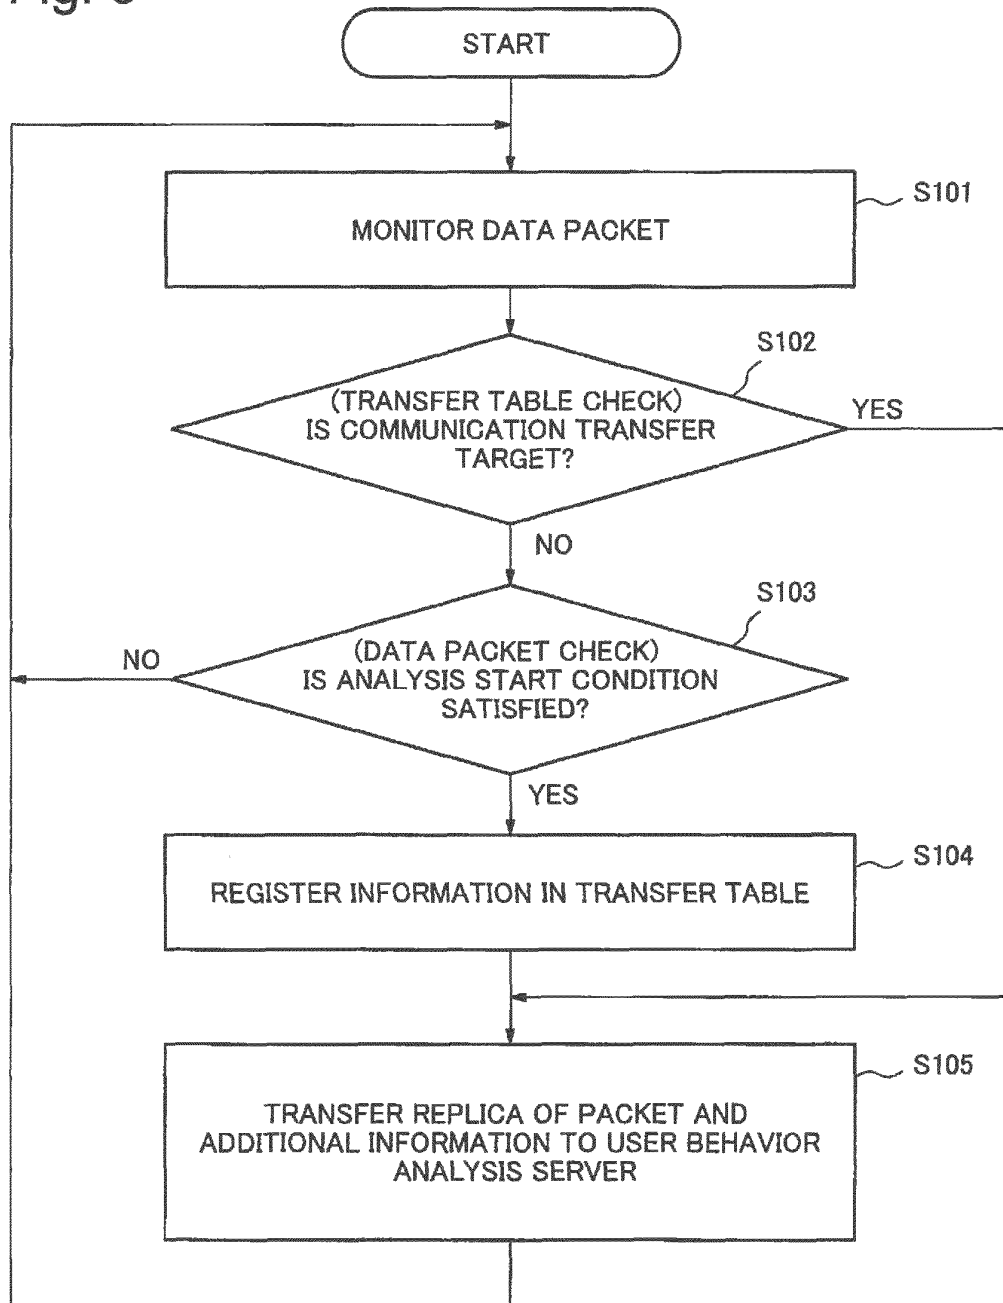 START
S101
MONITOR DATA PACKET
S102
(TRANSFER TABLE CHECK)
IS COMMUNICATION TRANSFER
TARGET?
YES
NO
S103
(DATA PACKET CHECK)
IS ANALYSIS START CONDITION
SATISFIED?
NO
YES
S104
REGISTER INFORMATION IN TRANSFER TABLE
S105
TRANSFER REPLICA OF PACKET AND
ADDITIONAL INFORMATION TO USER BEHAVIOR
ANALYSIS SERVER